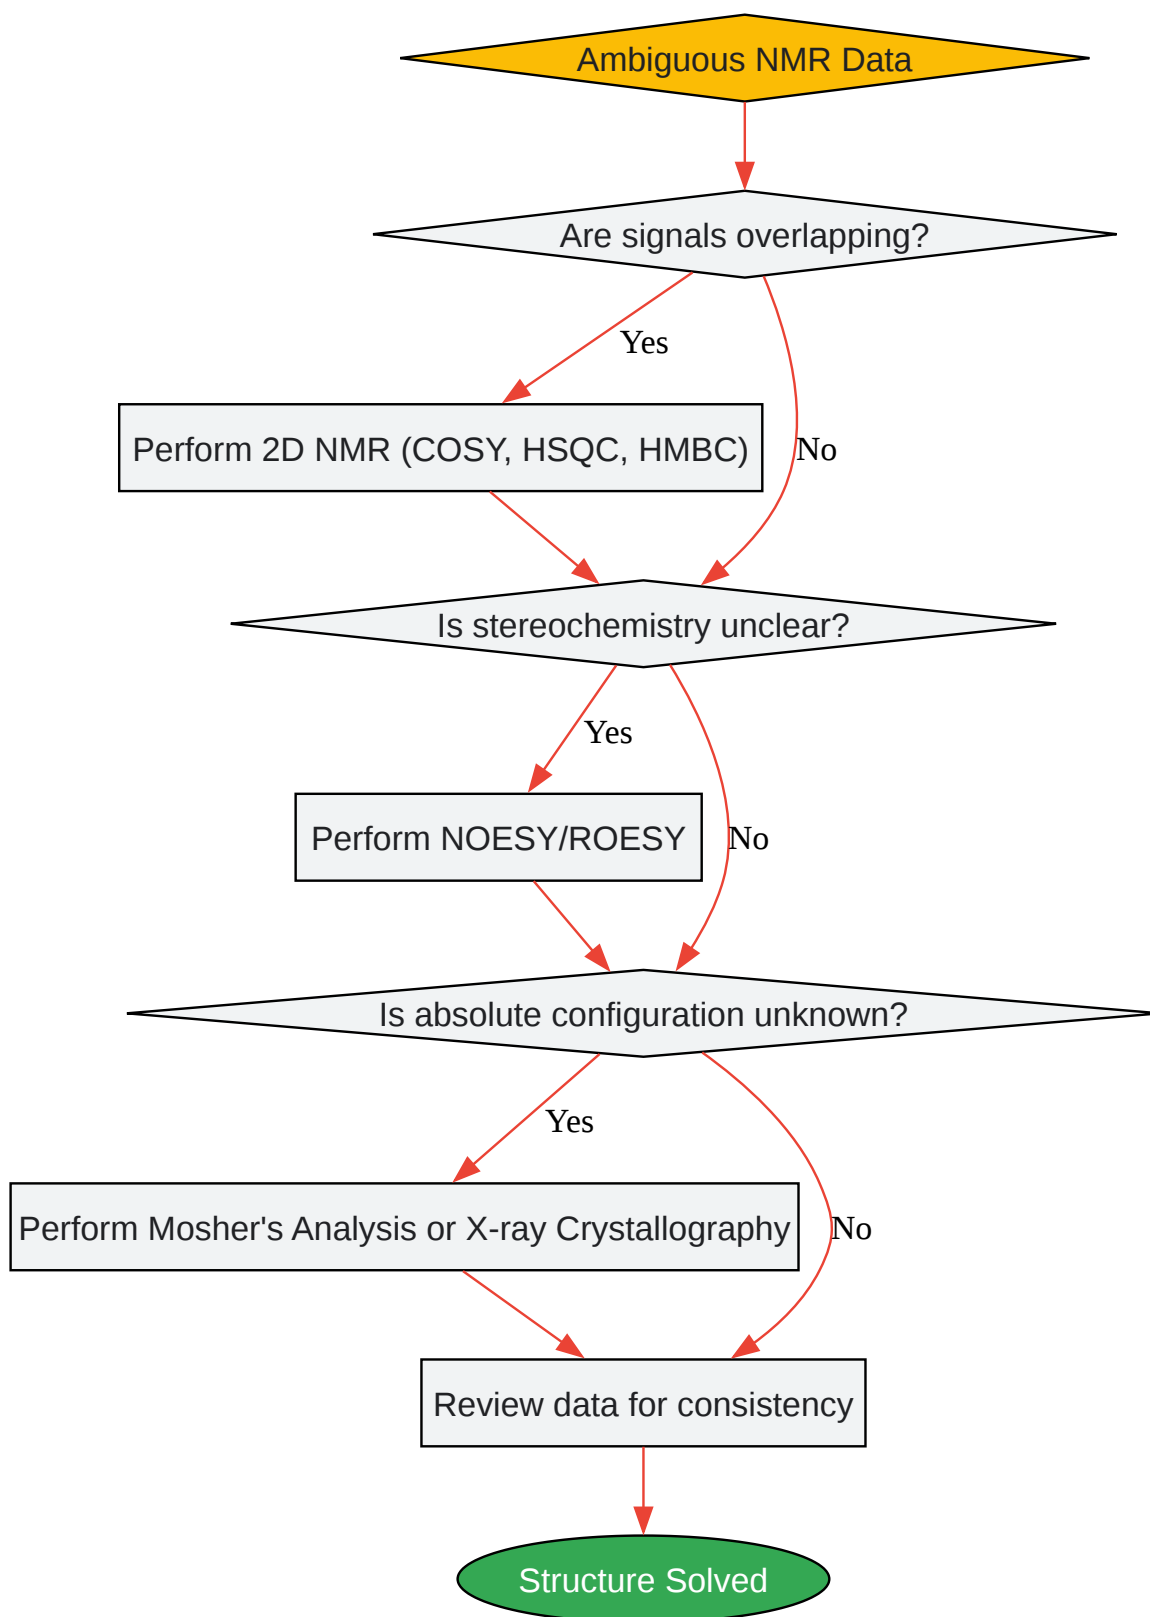 Ambiguous NMR Data
Are signals overlapping?
Yes
Perform 2D NMR (COSY, HSQC, HMBC)
No
Is stereochemistry unclear?
Yes
Perform NOESY/ROESY
No
Is absolute configuration unknown?
Yes
Perform Mosher's Analysis or X-ray Crystallography
No
Review data for consistency
Structure Solved